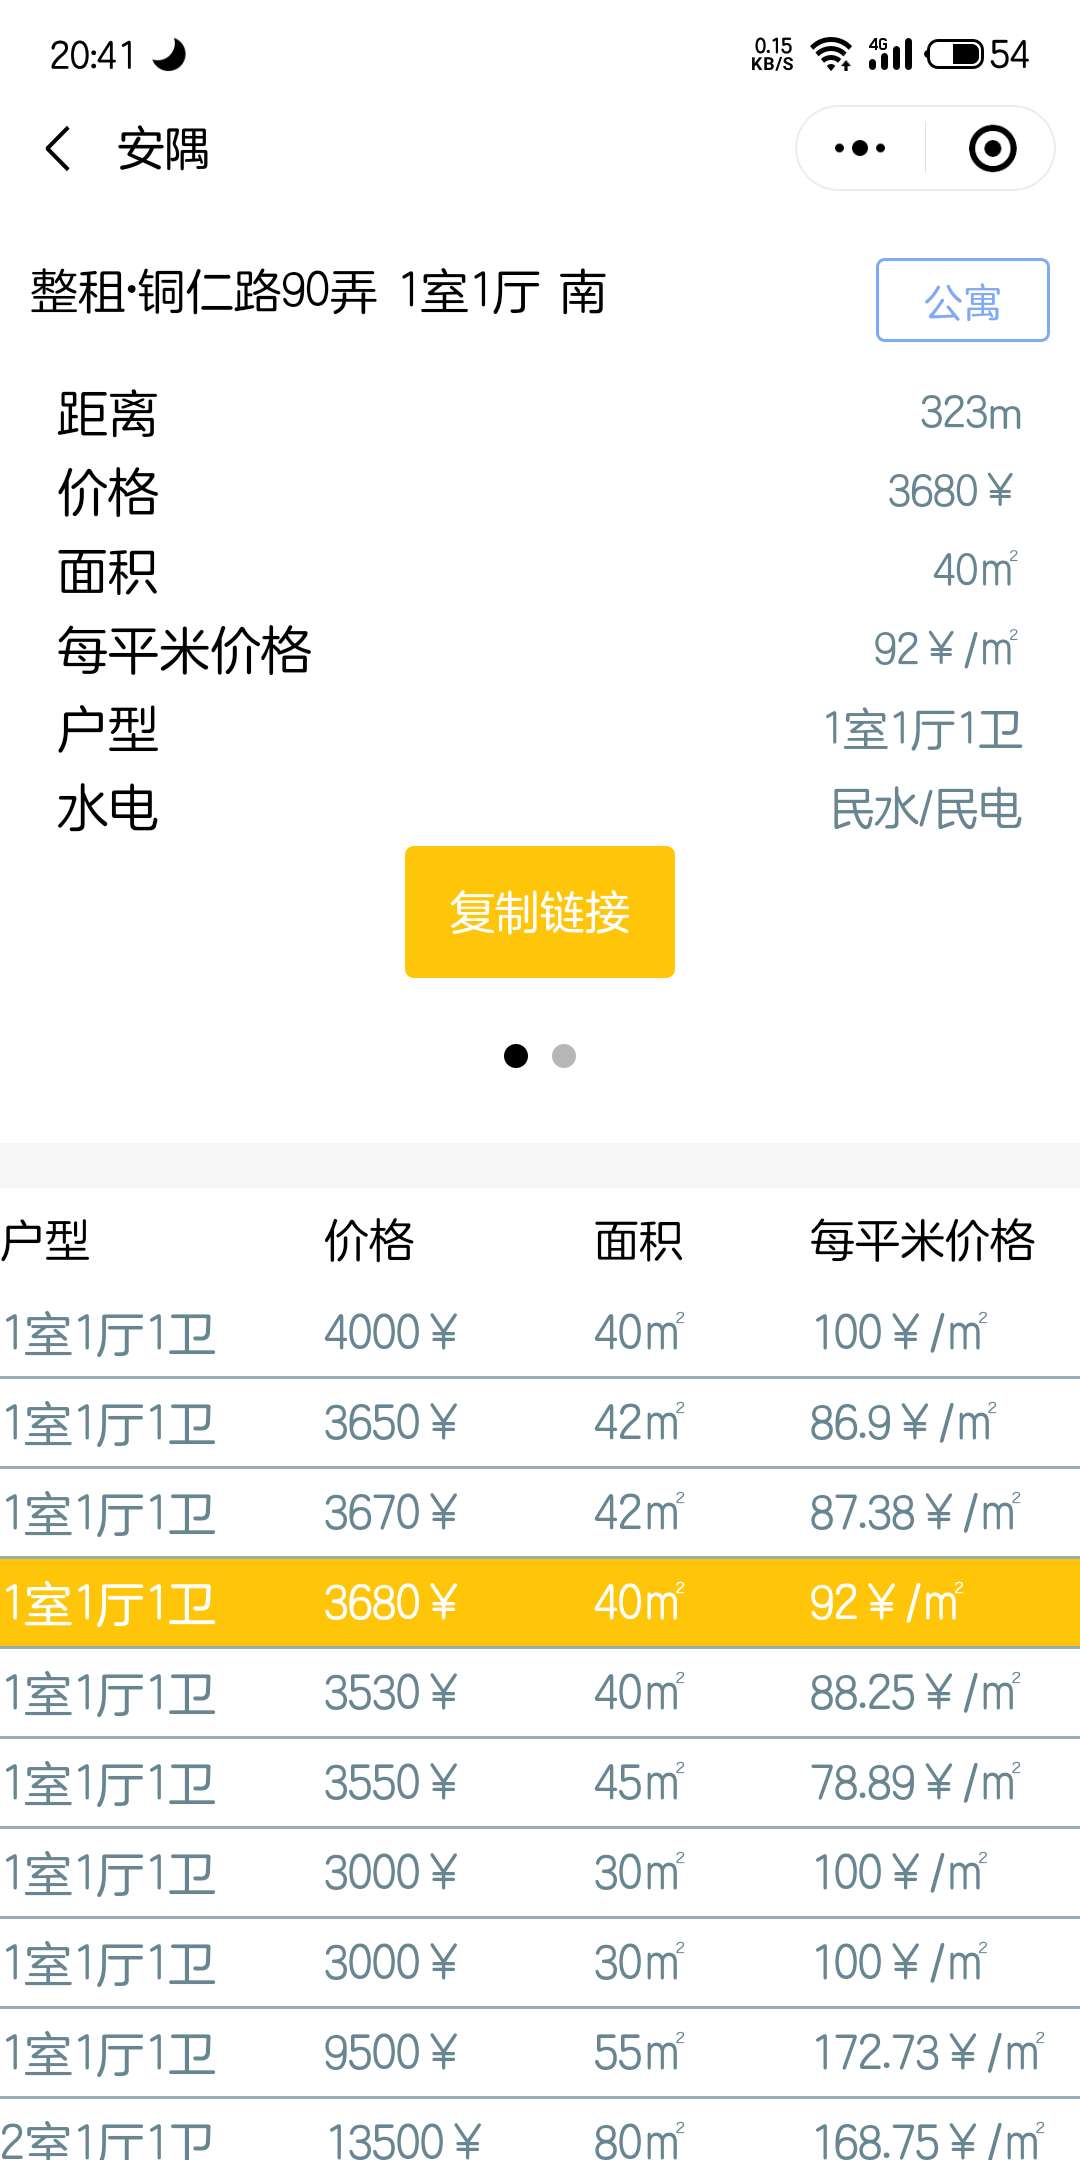 20:41 0.15 KB/S 4G 54
安隅
整租·铜仁路90弄 1室1厅 南 公寓
距离 323m
价格 3680¥
面积 40㎡
每平米价格 92¥/㎡
户型 1室1厅1卫
水电 民水/民电
复制链接
户型 价格 面积 每平米价格
1室1厅1卫 4000¥ 40㎡ 100¥/㎡
1室1厅1卫 3650¥ 42㎡ 86.9¥/㎡
1室1厅1卫 3670¥ 42㎡ 87.38¥/㎡
1室1厅1卫 3680¥ 40㎡ 92¥/㎡
1室1厅1卫 3530¥ 40㎡ 88.25¥/㎡
1室1厅1卫 3550¥ 45㎡ 78.89¥/㎡
1室1厅1卫 3000¥ 30㎡ 100¥/㎡
1室1厅1卫 3000¥ 30㎡ 100¥/㎡
1室1厅1卫 9500¥ 55㎡ 172.73¥/㎡
2室1厅1卫 13500¥ 80㎡ 168.75¥/㎡